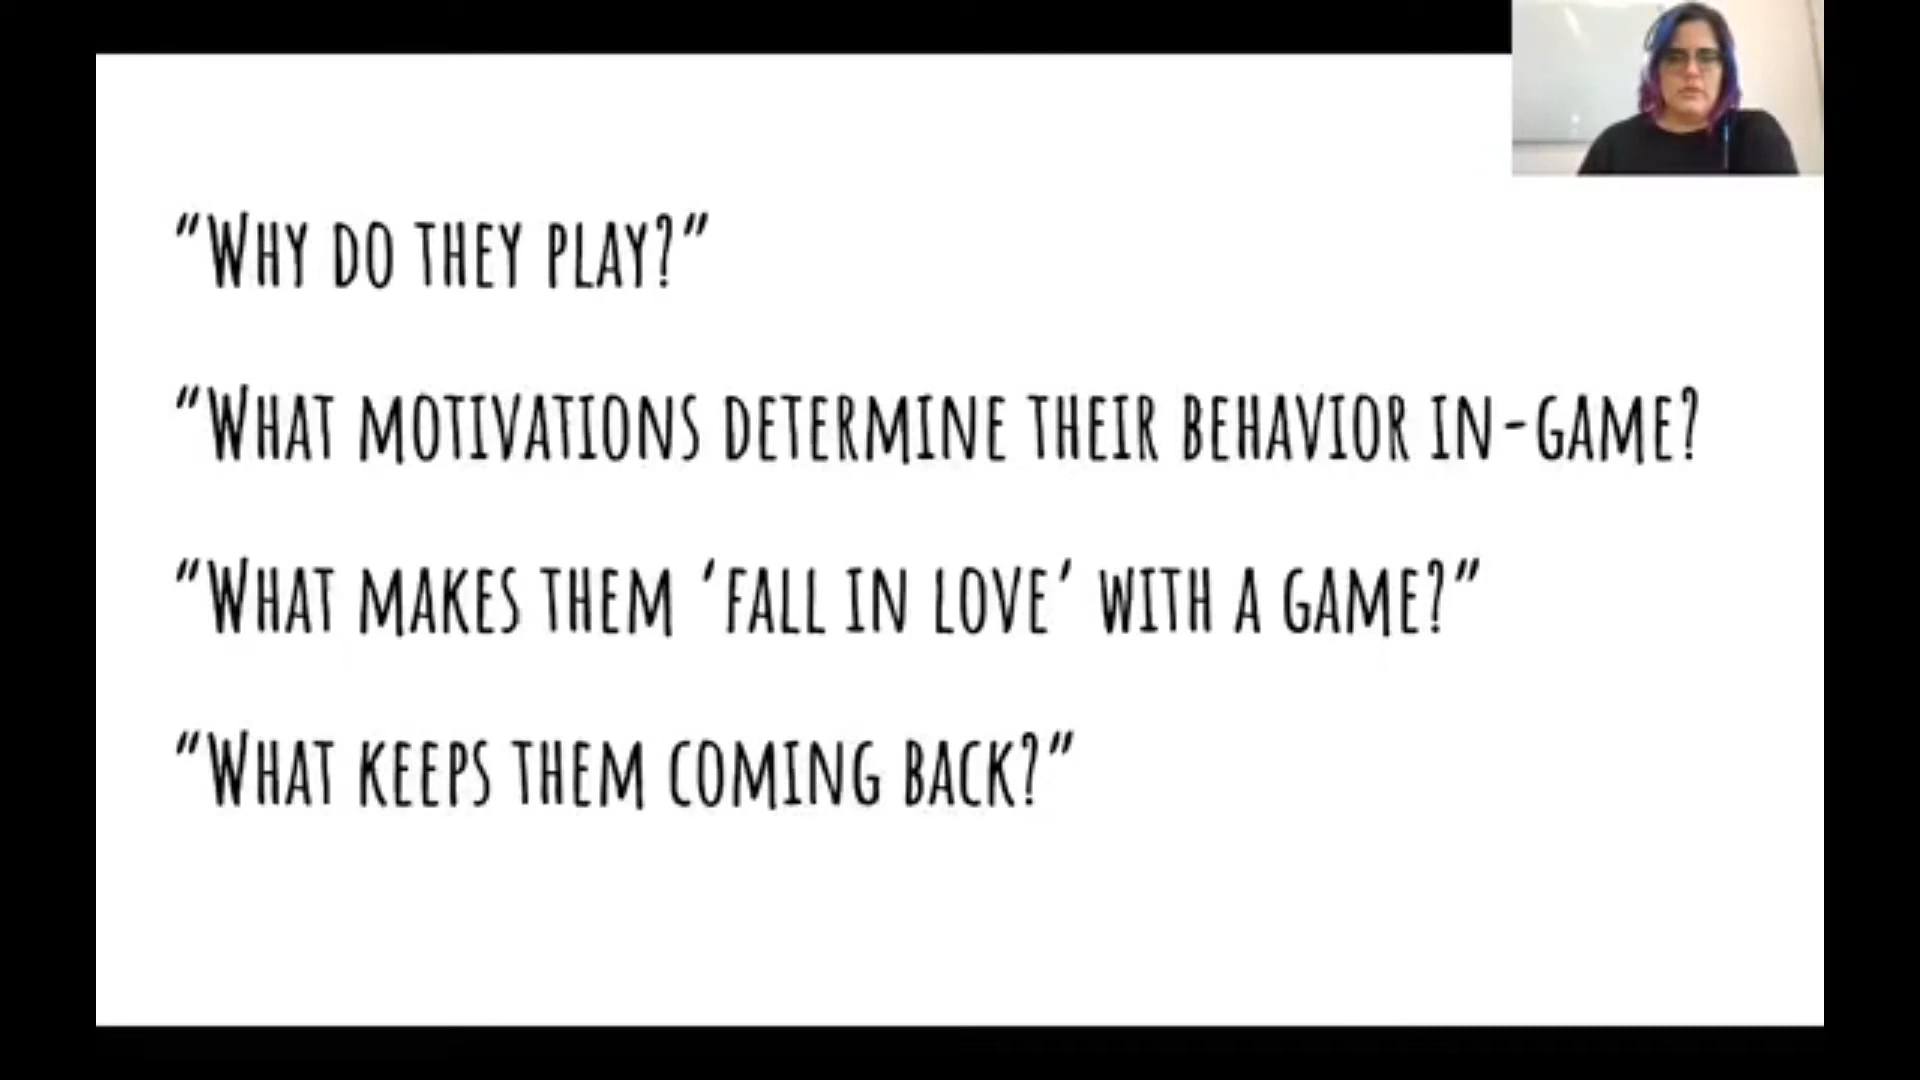 “Why do they play?”
“What motivations determine their behavior in-game?
“What makes them ‘fall in love’ with a game?”
“What keeps them coming back?”